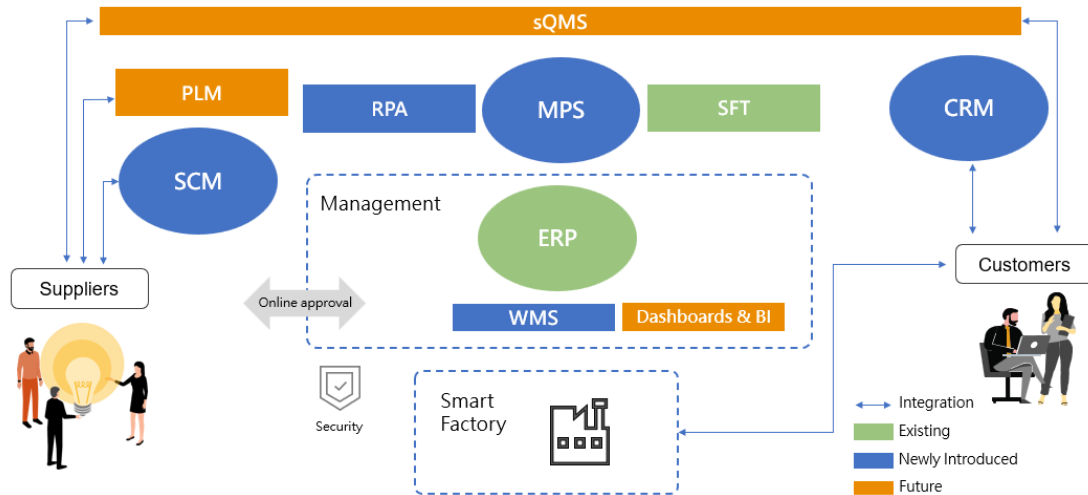 sQMS
PLM
RPA
MPS
SFT
CRM
SCM
Management
ERP
Suppliers
Customers
Online approval
WMS
Dashboards & BI
Security
Smart
Factory
Integration
Existing
Newly Introduced
Future